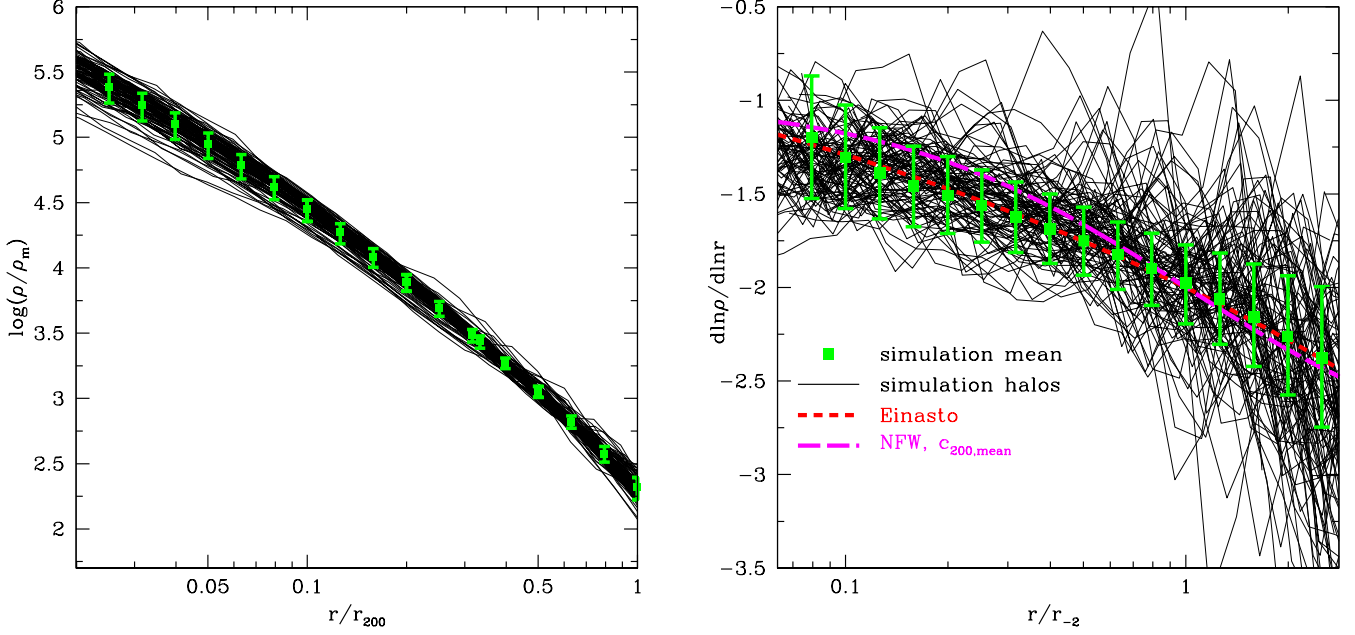 6
5.5
5
4.5
4
3.5
3
2.5
2
log(ρ/ρm)
0.05
0.1
0.2
0.5
1
r/r200
−0.5
−1
−1.5
−2
−2.5
−3
−3.5
dlnρ/dlnr
simulation mean
simulation halos
Einasto
NFW, c200,mean
0.1
1
r/r−2